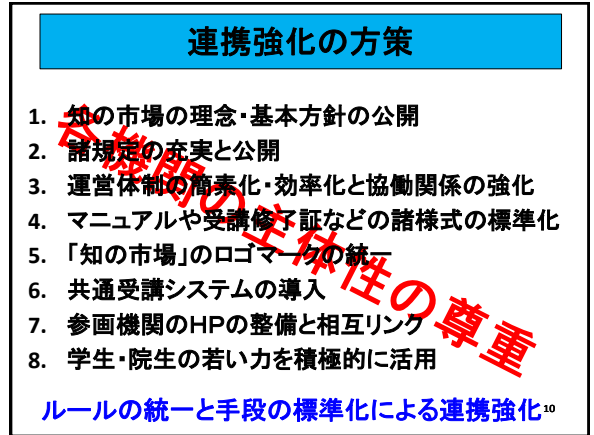 連携強化の方策
1. 知の市場の理念・基本方針の公開
2. 諸規定の充実と公開
3. 運営体制の簡素化・効率化と協働関係の強化
4. マニュアルや受講修了証などの諸様式の標準化
5. 「知の市場」のロゴマークの統一
6. 共通受講システムの導入
7. 参画機関のHPの整備と相互リンク
8. 学生・院生の若い力を積極的に活用
各機関の主体性の尊重
ルールの統一と手段の標準化による連携強化
10